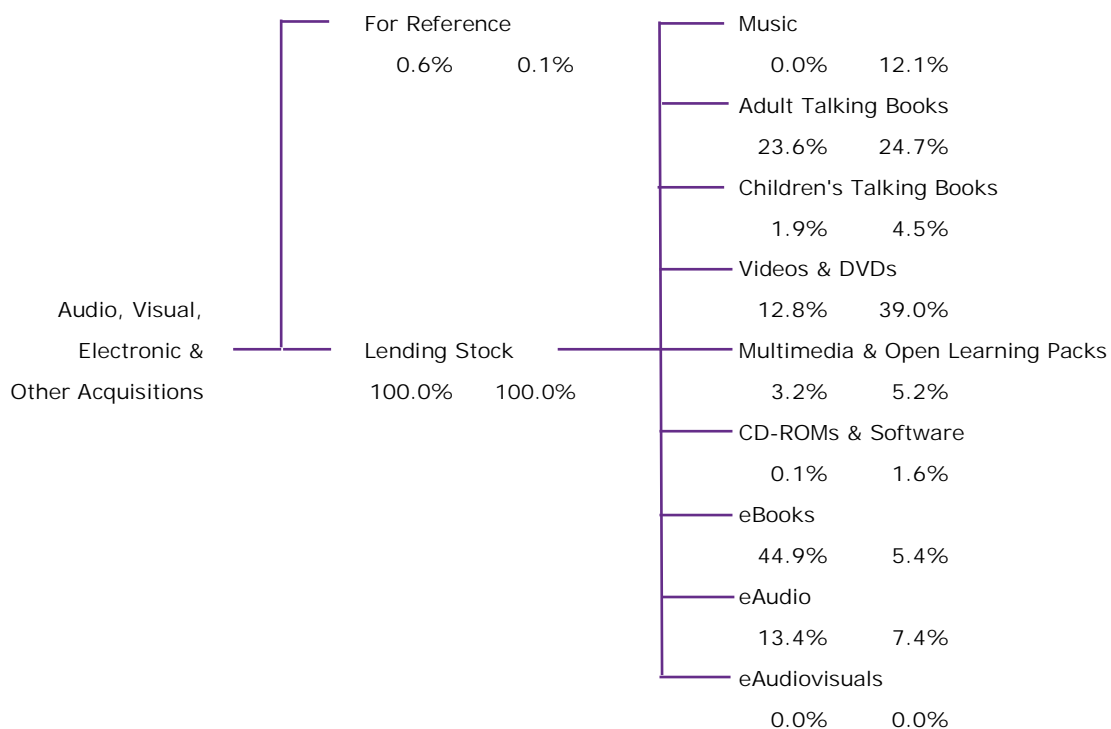 For Reference
0.6% 0.1%
Audio, Visual,
Electronic &
Other Acquisitions
Lending Stock
100.0% 100.0%
Music
0.0% 12.1%
Adult Talking Books
23.6% 24.7%
Children's Talking Books
1.9% 4.5%
Videos & DVDs
12.8% 39.0%
Multimedia & Open Learning Packs
3.2% 5.2%
CD-ROMs & Software
0.1% 1.6%
eBooks
44.9% 5.4%
eAudio
13.4% 7.4%
eAudiovisuals
0.0% 0.0%